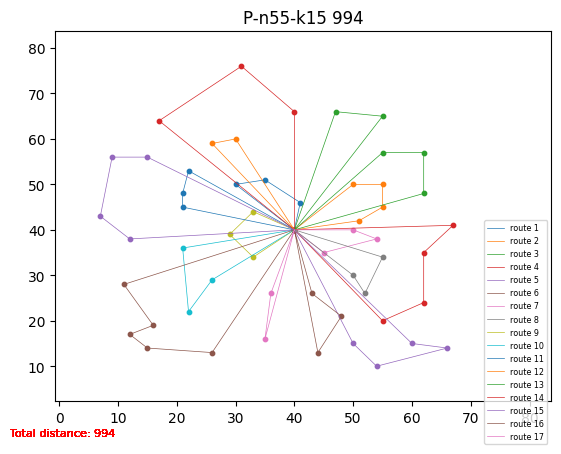 P-n55-k15 994
80
70
60
50
40
30
20
10
0 10 20 30 40 50 60 70 80
route 1
route 2
route 3
route 4
route 5
route 6
route 7
route 8
route 9
route 10
route 11
route 12
route 13
route 14
route 15
route 16
route 17
Total distance: 994